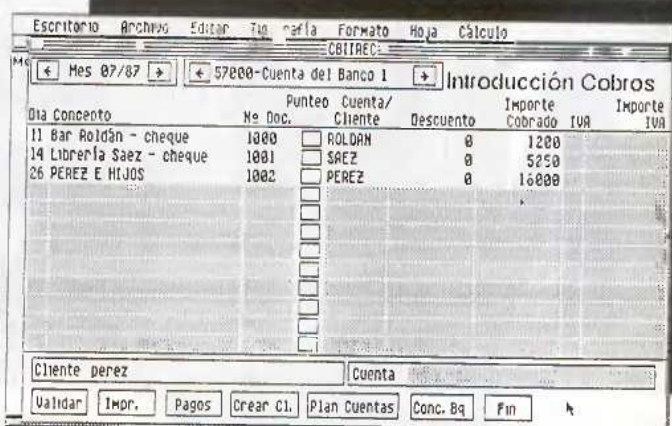 Escritorio Archivo Editar Tipografía Formato Hoja Cálculo
Mes 07/87 57000-Cuenta del Banco 1 Introducción Cobros
Punteo Cuenta/ Importe Importe
Dia Concepto Nº Doc. Cliente Descuento Cobrado IVA IVA
11 Bar Roldán - cheque 1000 ROLDAN 0 1200
14 Librería Saez - cheque 1001 SAEZ 0 5250
26 PEREZ E HIJOS 1002 PEREZ 0 16000
Cliente perez Cuenta
Validar Impr. Pagos Crear Cl. Plan Cuentas Conc. Bq Fin